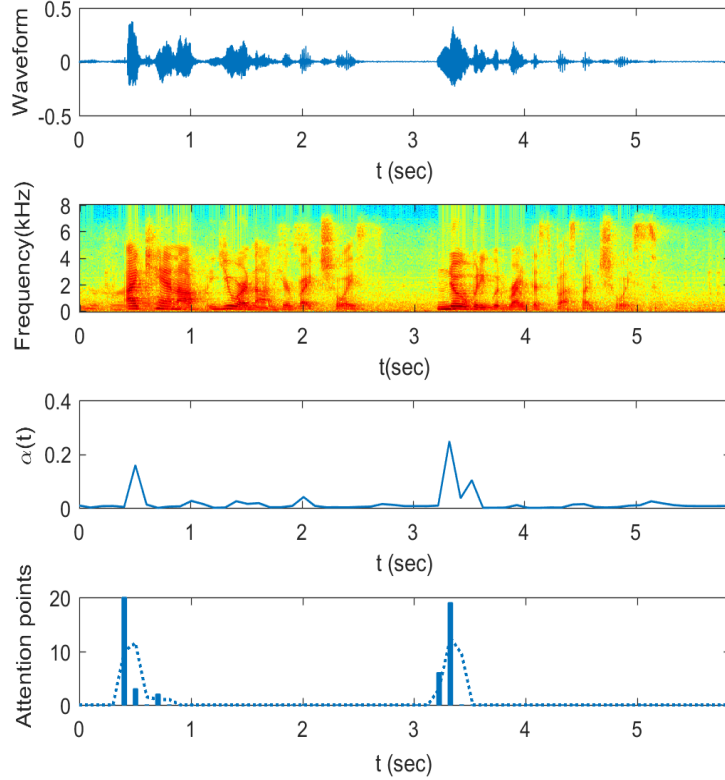 Waveform
0.5
0
-0.5
0 1 2 3 4 5
t (sec)
Frequency(kHz)
8
6
4
2
0
0 1 2 3 4 5
t(sec)
α(t)
0.4
0.2
0
0 1 2 3 4 5
t (sec)
Attention points
20
10
0
0 1 2 3 4 5
t (sec)